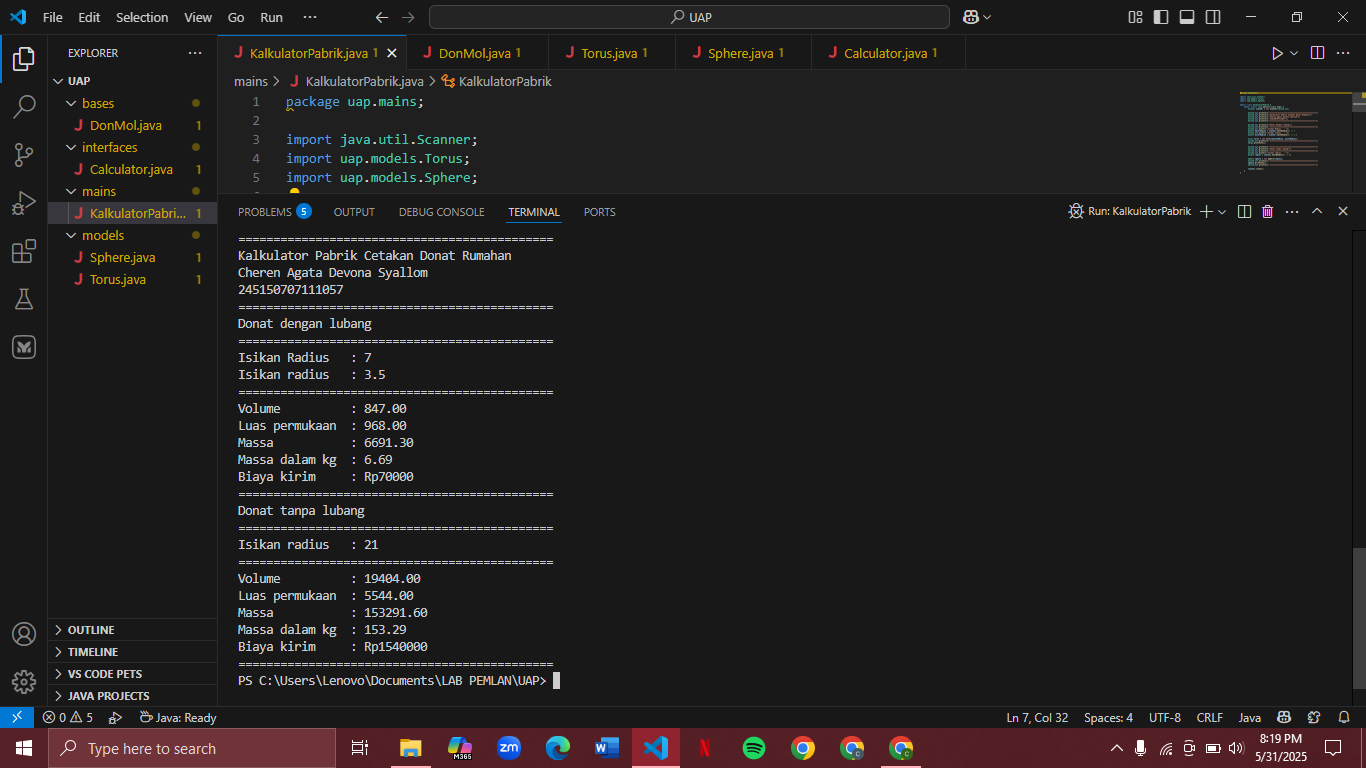 File Edit Selection View Go Run ··· UAP
EXPLORER ···
UAP
bases
DonMol.java 1
interfaces
Calculator.java 1
mains
KalkulatorPabri... 1
models
Sphere.java 1
Torus.java 1
OUTLINE
TIMELINE
VS CODE PETS
JAVA PROJECTS
KalkulatorPabrik.java 1 DonMol.java 1 Torus.java 1 Sphere.java 1 Calculator.java 1
mains > KalkulatorPabrik.java > KalkulatorPabrik
1 package uap.mains;
2
3 import java.util.Scanner;
4 import uap.models.Torus;
5 import uap.models.Sphere;
PROBLEMS 5 OUTPUT DEBUG CONSOLE TERMINAL PORTS Run: KalkulatorPabrik
=============================================
Kalkulator Pabrik Cetakan Donat Rumahan
Cheren Agata Devona Syallom
245150707111057
=============================================
Donat dengan lubang
=============================================
Isikan Radius : 7
Isikan radius : 3.5
=============================================
Volume : 847.00
Luas permukaan : 968.00
Massa : 6691.30
Massa dalam kg : 6.69
Biaya kirim : Rp70000
=============================================
Donat tanpa lubang
=============================================
Isikan radius : 21
=============================================
Volume : 19404.00
Luas permukaan : 5544.00
Massa : 153291.60
Massa dalam kg : 153.29
Biaya kirim : Rp1540000
=============================================
PS C:\Users\Lenovo\Documents\LAB PEMLAN\UAP>
0 5 Java: Ready Ln 7, Col 32 Spaces: 4 UTF-8 CRLF Java
Type here to search
M365
zm
8:19 PM
5/31/2025